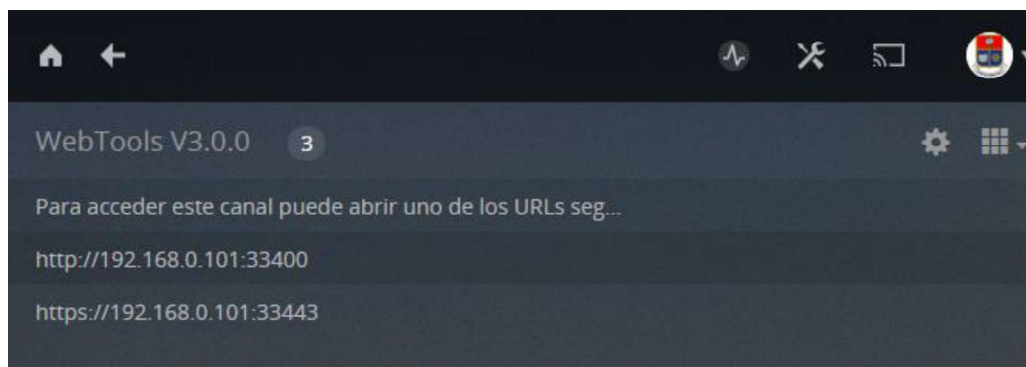 WebTools V3.0.0 3
Para acceder este canal puede abrir uno de los URLs seg...
http://192.168.0.101:33400
https://192.168.0.101:33443